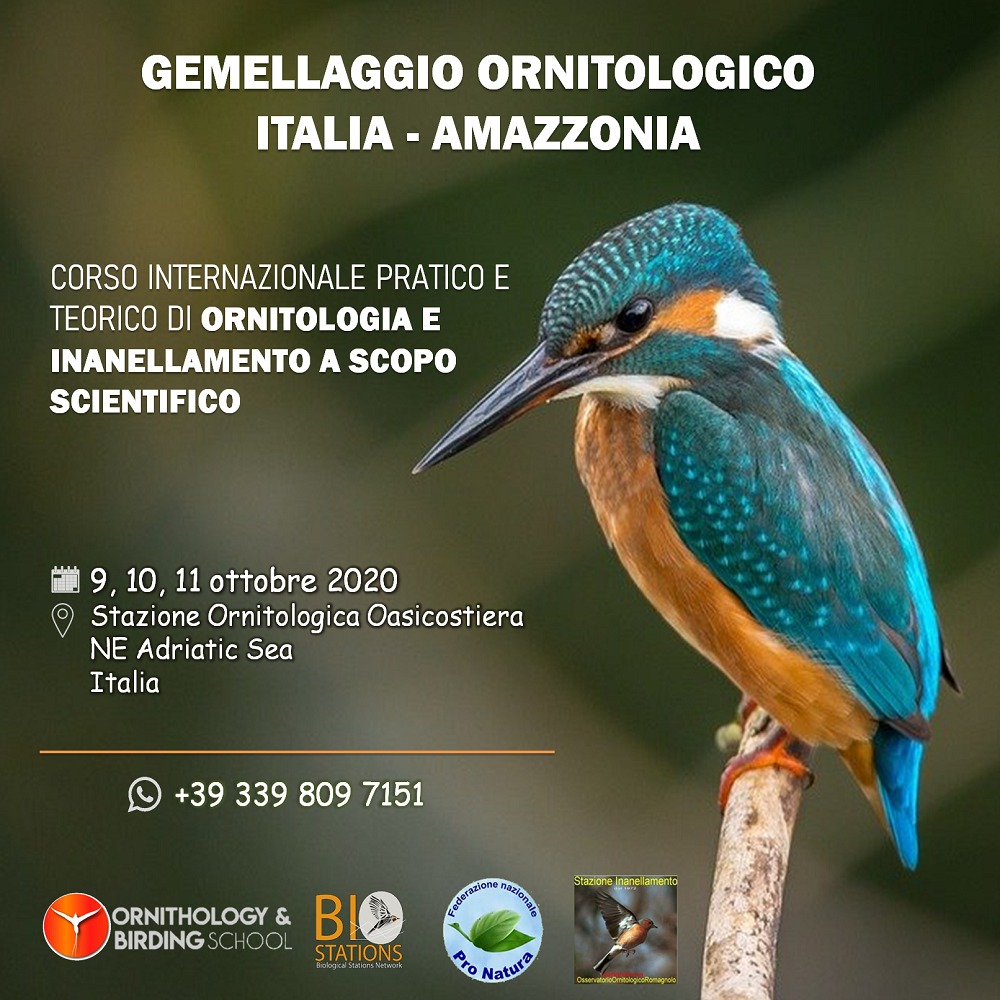 GEMELLAGGIO ORNITOLOGICO
ITALIA - AMAZZONIA
CORSO INTERNAZIONALE PRATICO E
TEORICO DI ORNITOLOGIA E
INANELLAMENTO A SCOPO
SCIENTIFICO
9, 10, 11 ottobre 2020
Stazione Ornitologica Oasicostiera
NE Adriatic Sea
Italia
+39 339 809 7151
ORNITHOLOGY &
BIRDING SCHOOL
BIO
STATIONS
Biological Stations Network
Federazione nazionale
Pro Natura
Stazione Inanellamento
OsservatorioOrnitologicoRomagnolo